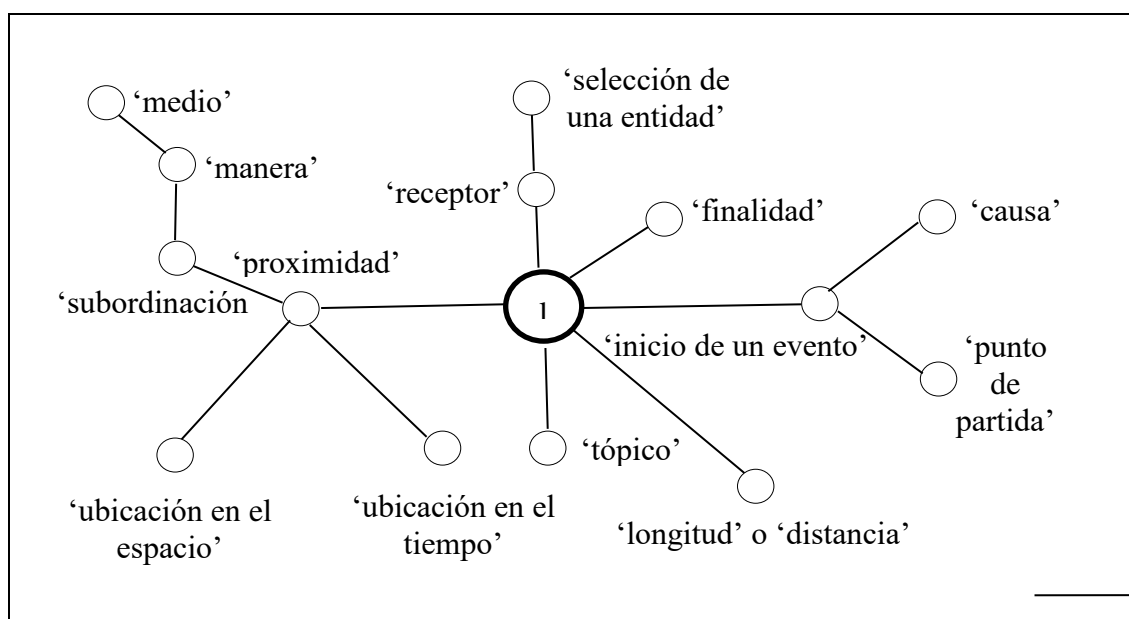 ‘medio’
‘selección de
una entidad’
‘manera’
‘receptor’
‘finalidad’
‘causa’
‘proximidad’
‘subordinación
1
‘inicio de un evento’
‘punto
de
partida’
‘tópico’
‘ubicación en el
espacio’
‘ubicación en el
tiempo’
‘longitud’ o ‘distancia’